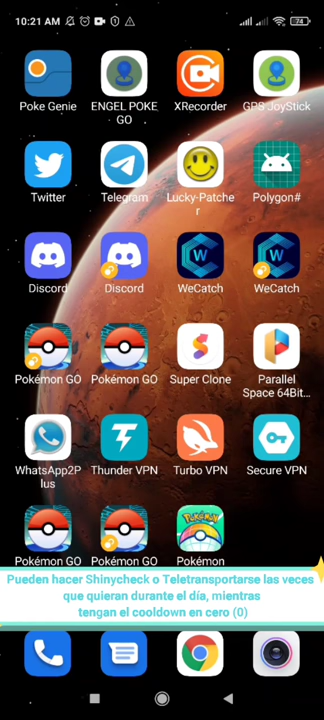 10:21 AM
74
Poke Genie
ENGEL POKE
GO
XRecorder
GPS JoyStick
Twitter
Telegram
Lucky-Patche
r
Polygon#
Discord
Discord
WeCatch
WeCatch
Pokémon GO
Pokémon GO
Super Clone
Parallel
Space 64Bit...
WhatsApp2P
lus
Thunder VPN
Turbo VPN
Secure VPN
Pokémon GO
Pokémon GO
Pokémon
Pueden hacer Shinycheck o Teletransportarse las veces
que quieran durante el día, mientras
tengan el cooldown en cero (0)